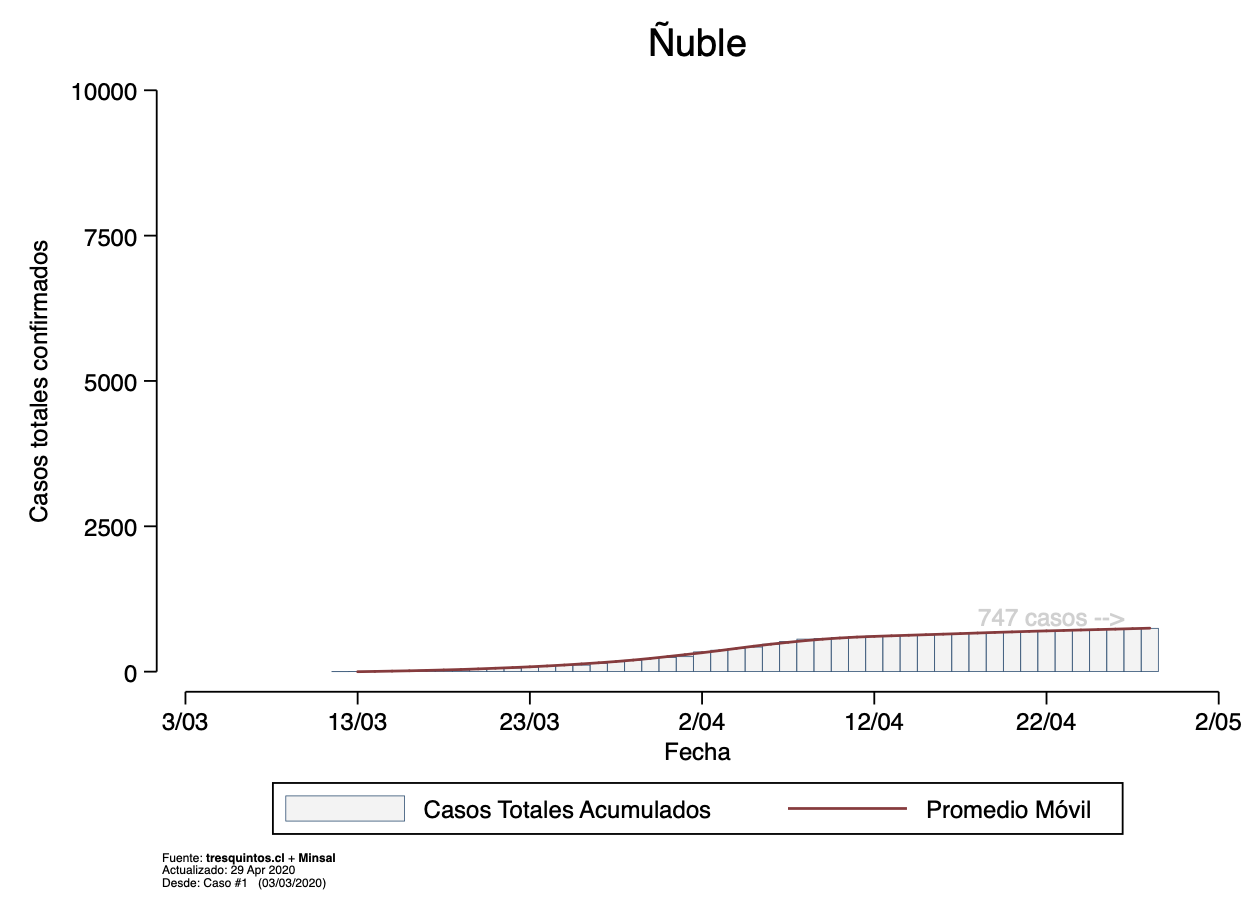 Ñuble
10000
7500
5000
2500
0
Casos totales confirmados
747 casos -->
3/03
13/03
23/03
2/04
12/04
22/04
2/05
Fecha
Casos Totales Acumulados
Promedio Móvil
Fuente: tresquintos.cl + Minsal
Actualizado: 29 Apr 2020
Desde: Caso #1 (03/03/2020)